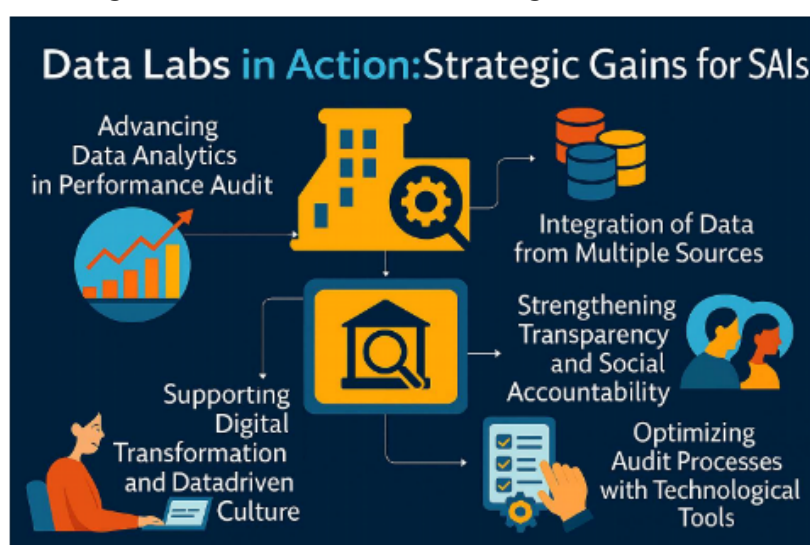 Data Labs in Action:Strategic Gains for SAIs
Advancing
Data Analytics
in Performance Audit
Integration of Data
from Multiple Sources
Strengthening
Transparency
and Social
Accountability
Supporting
Digital
Transformation
and Datadriven
Culture
Optimizing
Audit Processes
with Technological
Tools